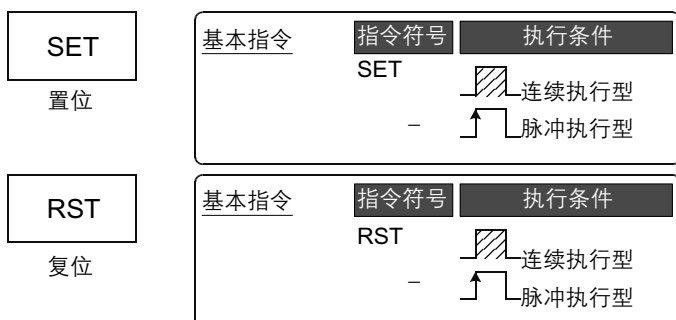 SET
置位
基本指令 指令符号 执行条件
SET
连续执行型
– 脉冲执行型
RST
复位
基本指令 指令符号 执行条件
RST
连续执行型
– 脉冲执行型